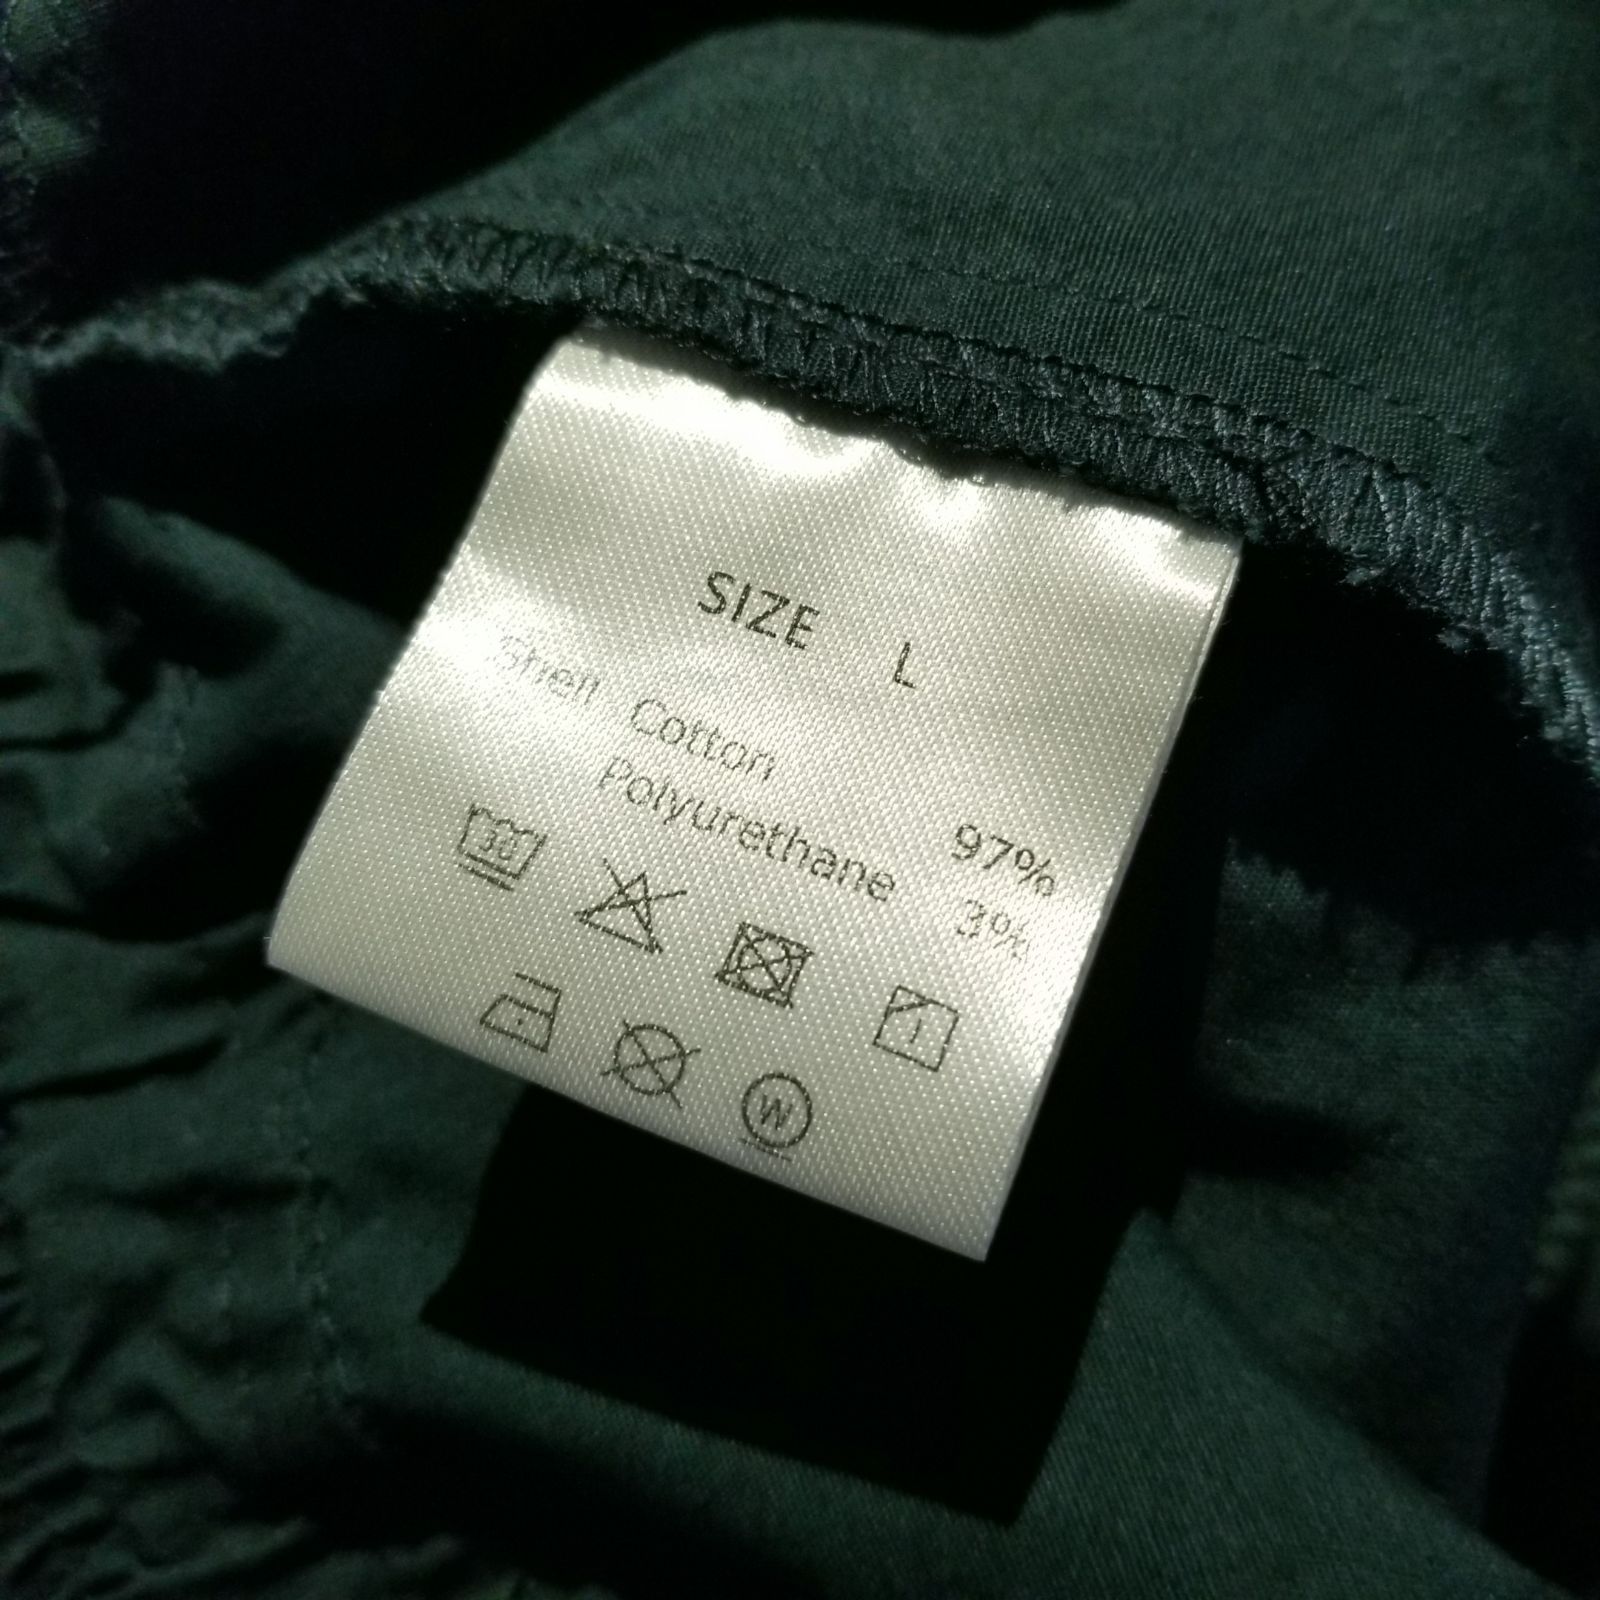 SIZE L
Shell Cotton 97%
Polyurethane 3%
30
W